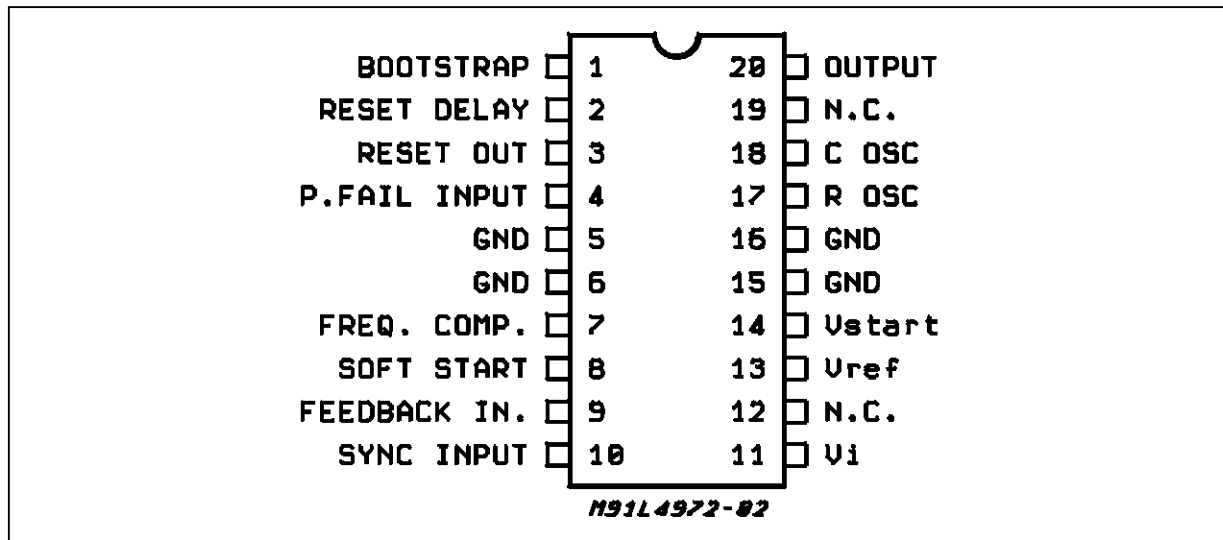 BOOTSTRAP 1 20 OUTPUT
RESET DELAY 2 19 N.C.
RESET OUT 3 18 C OSC
P.FAIL INPUT 4 17 R OSC
GND 5 16 GND
GND 6 15 GND
FREQ. COMP. 7 14 Vstart
SOFT START 8 13 Vref
FEEDBACK IN. 9 12 N.C.
SYNC INPUT 10 11 Vi
M91L4972-02